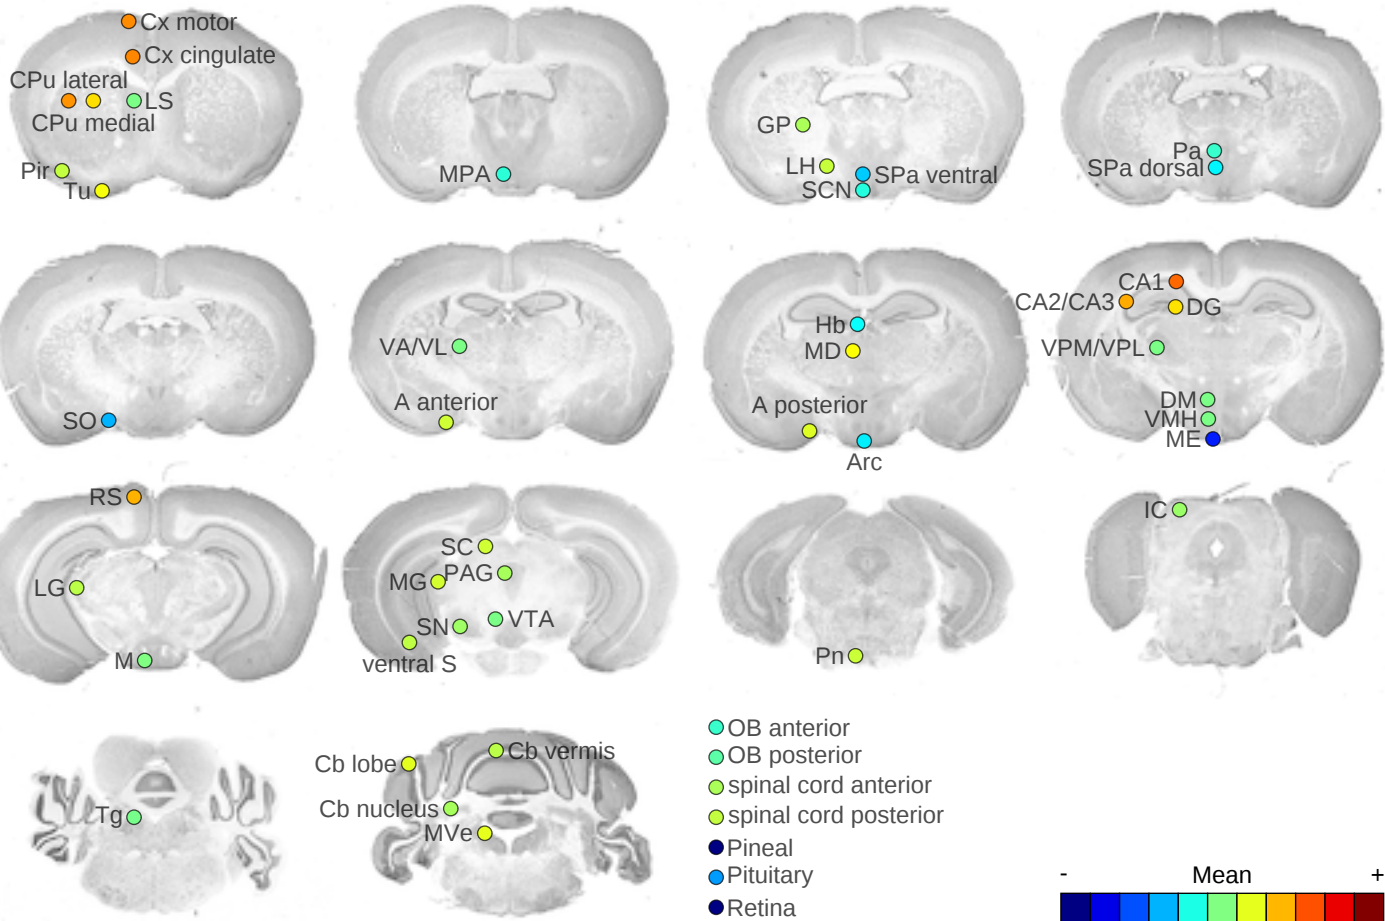 Cx motor
Cx cingulate
CPu lateral
LS
CPu medial
Pir
Tu
MPA
GP
LH
SPa ventral
SCN
Pa
SPa dorsal
SO
VA/VL
A anterior
Hb
MD
A posterior
Arc
CA1
CA2/CA3
DG
VPM/VPL
DM
VMH
ME
RS
LG
M
SC
MG
PAG
SN
VTA
ventral S
Pn
IC
Tg
Cb lobe
Cb vermis
Cb nucleus
MVe
OB anterior
OB posterior
spinal cord anterior
spinal cord posterior
Pineal
Pituitary
Retina
- Mean +